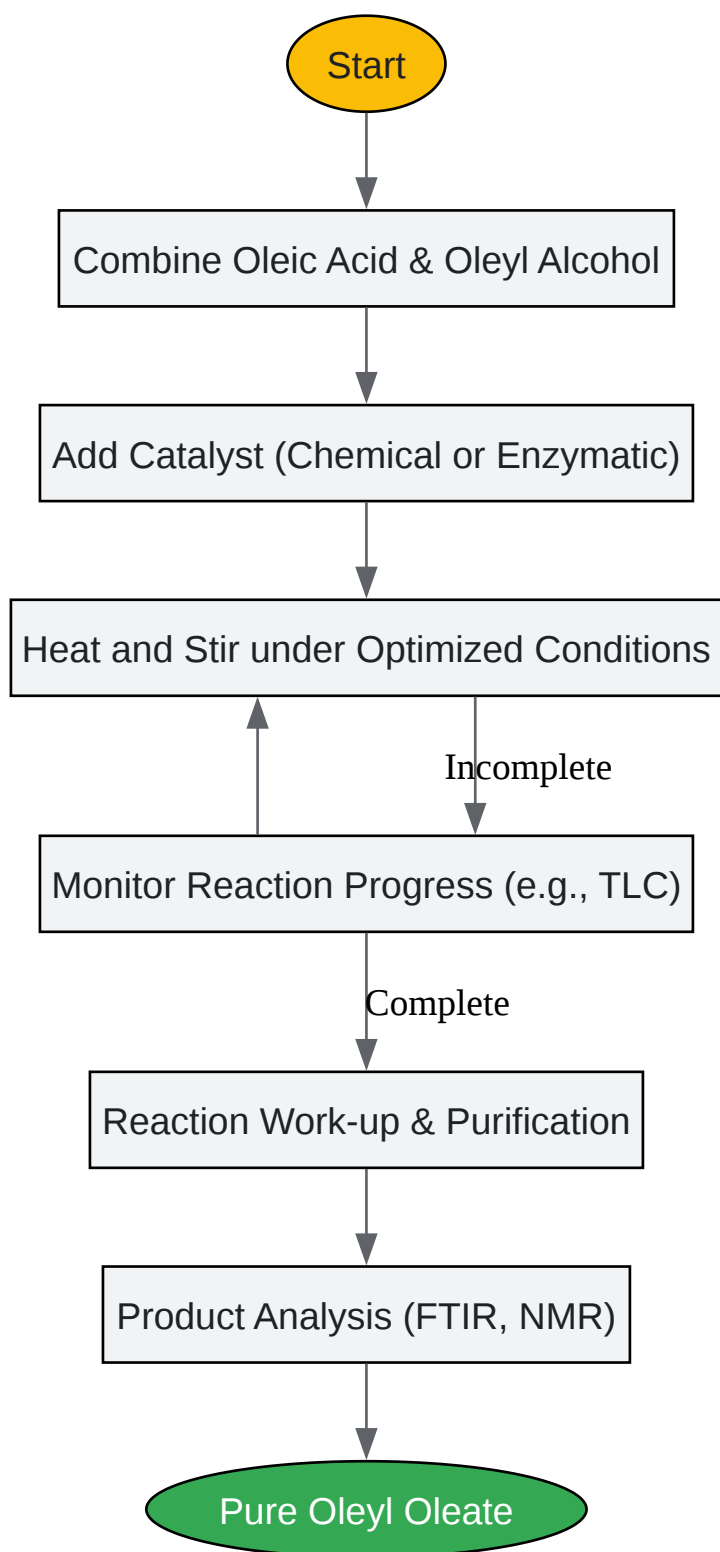 Start
Combine Oleic Acid & Oleyl Alcohol
Add Catalyst (Chemical or Enzymatic)
Heat and Stir under Optimized Conditions
Incomplete
Monitor Reaction Progress (e.g., TLC)
Complete
Reaction Work-up & Purification
Product Analysis (FTIR, NMR)
Pure Oleyl Oleate